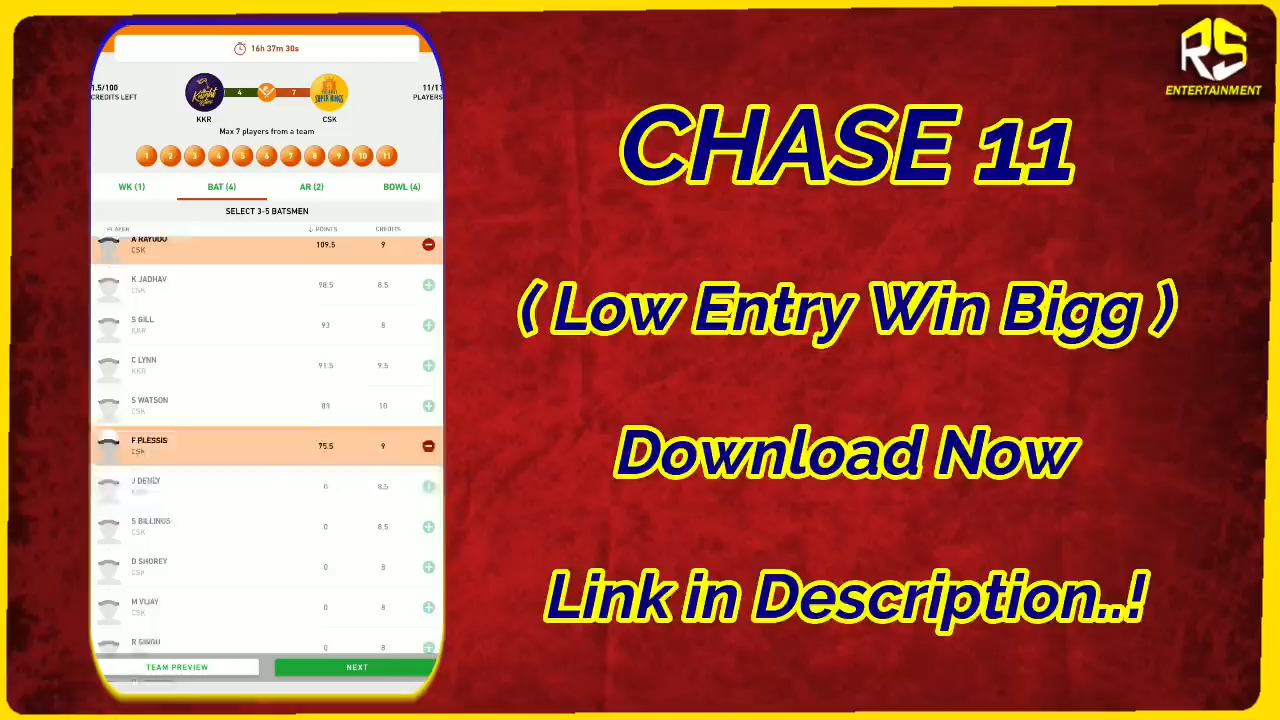 16h 37m 30s
1.5/100
CREDITS LEFT
4
7
11/11
PLAYERS
KKR
CSK
Max 7 players from a team
1 2 3 4 5 6 7 8 9 10 11
WK (1) BAT (4) AR (2) BOWL (4)
SELECT 3-5 BATSMEN
PLAYER ↓ POINTS CREDITS
A RAYUDU 109.5 9
CSK
K JADHAV 98.5 8.5
CSK
S GILL 93 8
KKR
C LYNN 91.5 9.5
KKR
S WATSON 83 10
CSK
F PLESSIS 75.5 9
CSK
J DENLY 6 8.5
KKR
S BILLINGS 0 8.5
CSK
D SHOREY 0 8
CSK
M VIJAY 0 8
CSK
R SINGH 0 8
TEAM PREVIEW NEXT
RS
ENTERTAINMENT
CHASE 11
( Low Entry Win Bigg )
Download Now
Link in Description..!